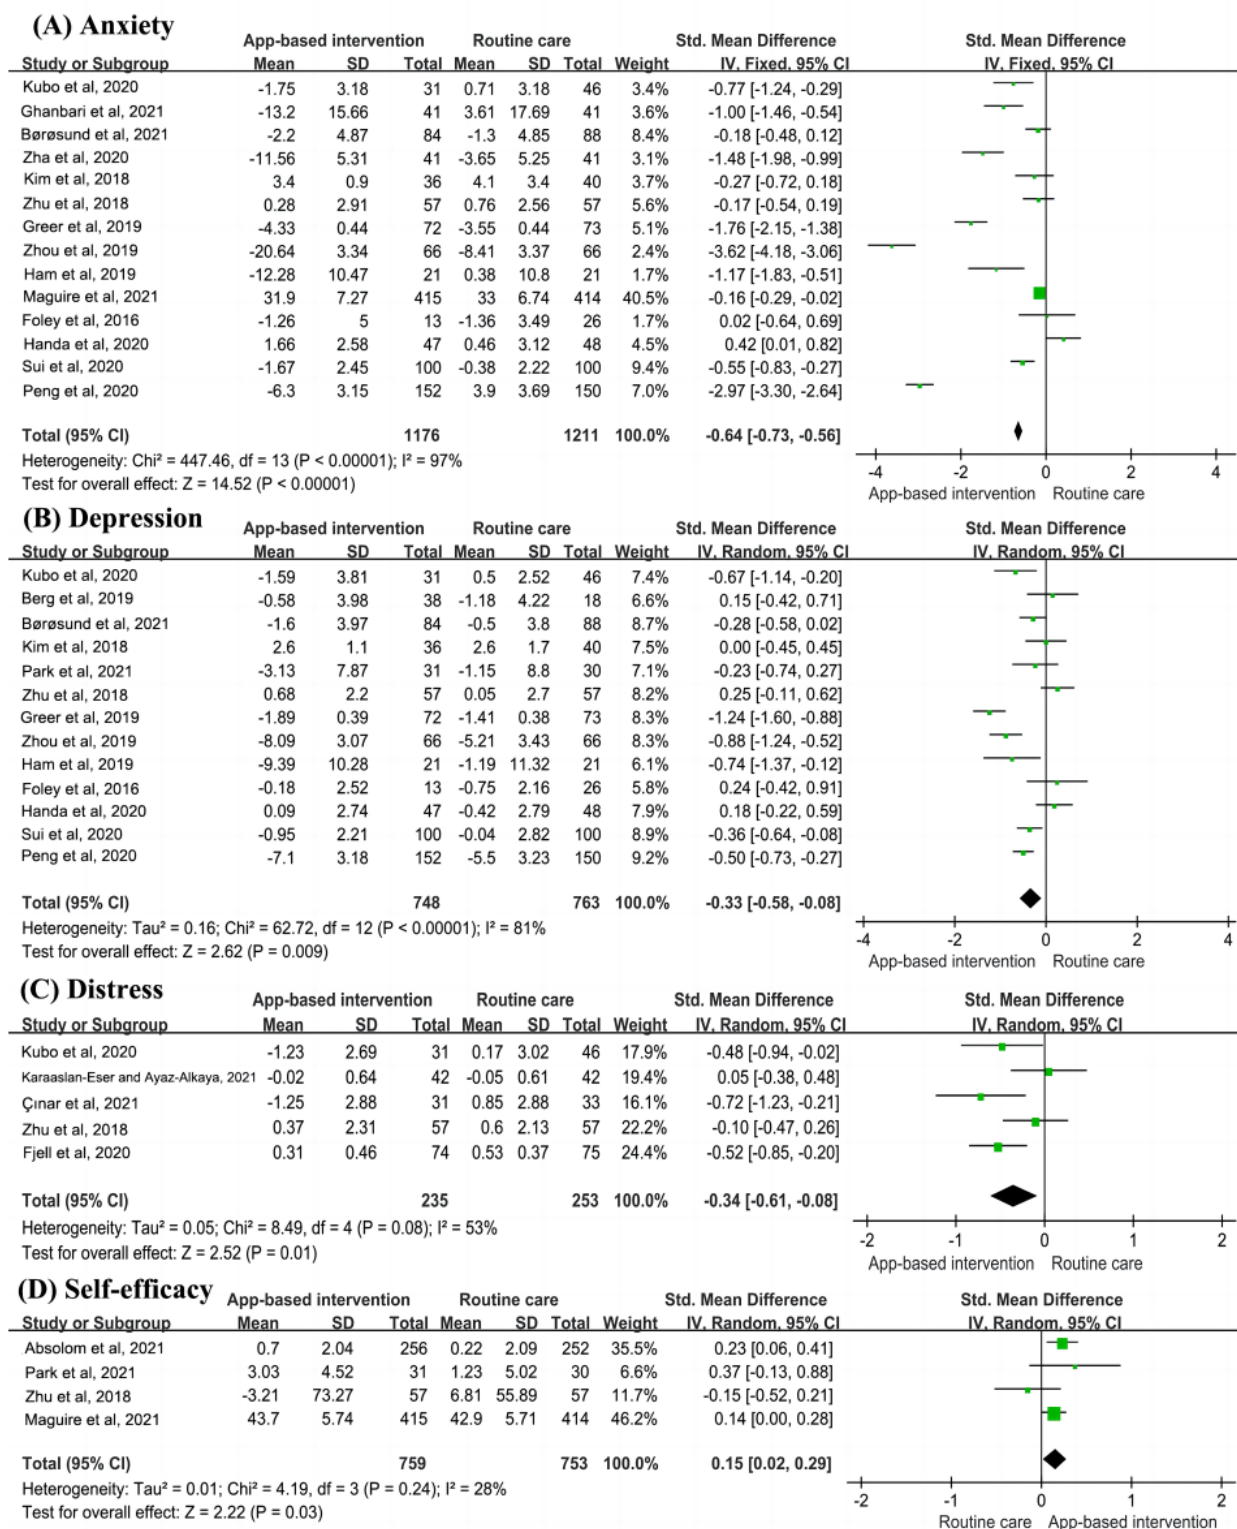 (A) Anxiety
App-based intervention Routine care Std. Mean Difference Std. Mean Difference
Study or Subgroup Mean SD Total Mean SD Total Weight IV, Fixed, 95% CI IV, Fixed, 95% CI
Kubo et al, 2020 -1.75 3.18 31 0.71 3.18 46 3.4% -0.77 [-1.24, -0.29]
Ghanbari et al, 2021 -13.2 15.66 41 3.61 17.69 41 3.6% -1.00 [-1.46, -0.54]
Børøsund et al, 2021 -2.2 4.87 84 -1.3 4.85 88 8.4% -0.18 [-0.48, 0.12]
Zha et al, 2020 -11.56 5.31 41 -3.65 5.25 41 3.1% -1.48 [-1.98, -0.99]
Kim et al, 2018 3.4 0.9 36 4.1 3.4 40 3.7% -0.27 [-0.72, 0.18]
Zhu et al, 2018 0.28 2.91 57 0.76 2.56 57 5.6% -0.17 [-0.54, 0.19]
Greer et al, 2019 -4.33 0.44 72 -3.55 0.44 73 5.0% -1.76 [-2.15, -1.38]
Zhou et al, 2019 -20.64 3.34 66 -8.41 3.37 66 2.4% -3.62 [-4.18, -3.06]
Ham et al, 2019 -12.28 10.47 21 0.38 10.8 21 1.7% -1.17 [-1.83, -0.51]
Maguire et al, 2021 31.9 7.27 415 33 6.74 414 40.5% -0.16 [-0.29, -0.02]
Foley et al, 2016 -1.26 5 13 -1.36 3.49 26 1.7% 0.02 [-0.64, 0.69]
Handa et al, 2020 1.66 2.58 47 0.46 3.12 48 4.5% 0.42 [0.01, 0.82]
Sui et al, 2020 -1.67 2.45 100 -0.38 2.22 100 9.4% -0.55 [-0.83, -0.27]
Peng et al, 2020 -6.3 3.15 152 3.9 3.69 150 7.0% -2.97 [-3.30, -2.64]
Total (95% CI) 1176 1211 100.0% -0.64 [-0.73, -0.56]
Heterogeneity: Chi² = 447.46, df = 13 (P < 0.00001); I² = 97%
-4 -2 0 2 4
Test for overall effect: Z = 14.52 (P < 0.00001)
App-based intervention Routine care
(B) Depression
App-based intervention Routine care Std. Mean Difference Std. Mean Difference
Study or Subgroup Mean SD Total Mean SD Total Weight IV, Random, 95% CI IV, Random, 95% CI
Kubo et al, 2020 -1.59 3.81 31 0.5 2.52 46 7.4% -0.67 [-1.14, -0.20]
Berg et al, 2019 -0.58 3.98 38 -1.18 4.22 18 6.6% 0.15 [-0.42, 0.71]
Børøsund et al, 2021 -1.6 3.97 84 -0.5 3.8 88 8.7% -0.28 [-0.58, 0.02]
Kim et al, 2018 2.6 1.1 36 2.6 1.7 40 7.5% 0.00 [-0.45, 0.45]
Park et al, 2021 -3.13 7.87 31 -1.15 8.8 30 7.1% -0.23 [-0.74, 0.27]
Zhu et al, 2018 0.68 2.2 57 0.05 2.7 57 8.2% 0.25 [-0.11, 0.62]
Greer et al, 2019 -1.89 0.39 72 -1.41 0.38 73 8.3% -1.24 [-1.60, -0.88]
Zhou et al, 2019 -8.09 3.07 66 -5.21 3.43 66 8.3% -0.88 [-1.24, -0.52]
Ham et al, 2019 -9.39 10.28 21 -1.19 11.32 21 6.1% -0.74 [-1.37, -0.12]
Foley et al, 2016 -0.18 2.52 13 -0.75 2.16 26 5.8% 0.24 [-0.42, 0.91]
Handa et al, 2020 0.09 2.74 47 -0.42 2.79 48 7.9% 0.18 [-0.22, 0.59]
Sui et al, 2020 -0.95 2.21 100 -0.04 2.82 100 8.9% -0.36 [-0.64, -0.08]
Peng et al, 2020 -7.1 3.18 152 -5.5 3.23 150 9.2% -0.50 [-0.73, -0.27]
Total (95% CI) 748 763 100.0% -0.33 [-0.58, -0.08]
Heterogeneity: Tau² = 0.16; Chi² = 62.72, df = 12 (P < 0.00001); I² = 81%
-4 -2 0 2 4
Test for overall effect: Z = 2.62 (P = 0.009)
App-based intervention Routine care
(C) Distress
App-based intervention Routine care Std. Mean Difference Std. Mean Difference
Study or Subgroup Mean SD Total Mean SD Total Weight IV, Random, 95% CI IV, Random, 95% CI
Kubo et al, 2020 -1.23 2.69 31 0.17 3.02 46 17.9% -0.48 [-0.94, -0.02]
Karaaslan-Eser and Ayaz-Alkaya, 2021 -0.02 0.64 42 -0.05 0.61 42 19.4% 0.05 [-0.38, 0.48]
Çınar et al, 2021 -1.25 2.88 31 0.85 2.88 33 16.1% -0.72 [-1.23, -0.21]
Zhu et al, 2018 0.37 2.31 57 0.6 2.13 57 22.2% -0.10 [-0.47, 0.26]
Fjell et al, 2020 0.31 0.46 74 0.53 0.37 75 24.4% -0.52 [-0.85, -0.20]
Total (95% CI) 235 253 100.0% -0.34 [-0.61, -0.08]
Heterogeneity: Tau² = 0.05; Chi² = 8.49, df = 4 (P = 0.08); I² = 53%
-2 -1 0 1 2
Test for overall effect: Z = 2.52 (P = 0.01)
App-based intervention Routine care
(D) Self-efficacy
App-based intervention Routine care Std. Mean Difference Std. Mean Difference
Study or Subgroup Mean SD Total Mean SD Total Weight IV, Random, 95% CI IV, Random, 95% CI
Absolom et al, 2021 0.7 2.04 256 0.22 2.09 252 35.5% 0.23 [0.06, 0.41]
Park et al, 2021 3.03 4.52 31 1.23 5.02 30 6.6% 0.37 [-0.13, 0.88]
Zhu et al, 2018 -3.21 73.27 57 6.81 55.89 57 11.7% -0.15 [-0.52, 0.21]
Maguire et al, 2021 43.7 5.74 415 42.9 5.71 414 46.2% 0.14 [0.00, 0.28]
Total (95% CI) 759 753 100.0% 0.15 [0.02, 0.29]
Heterogeneity: Tau² = 0.01; Chi² = 4.19, df = 3 (P = 0.24); I² = 28%
-2 -1 0 1 2
Test for overall effect: Z = 2.22 (P = 0.03)
Routine care App-based intervention